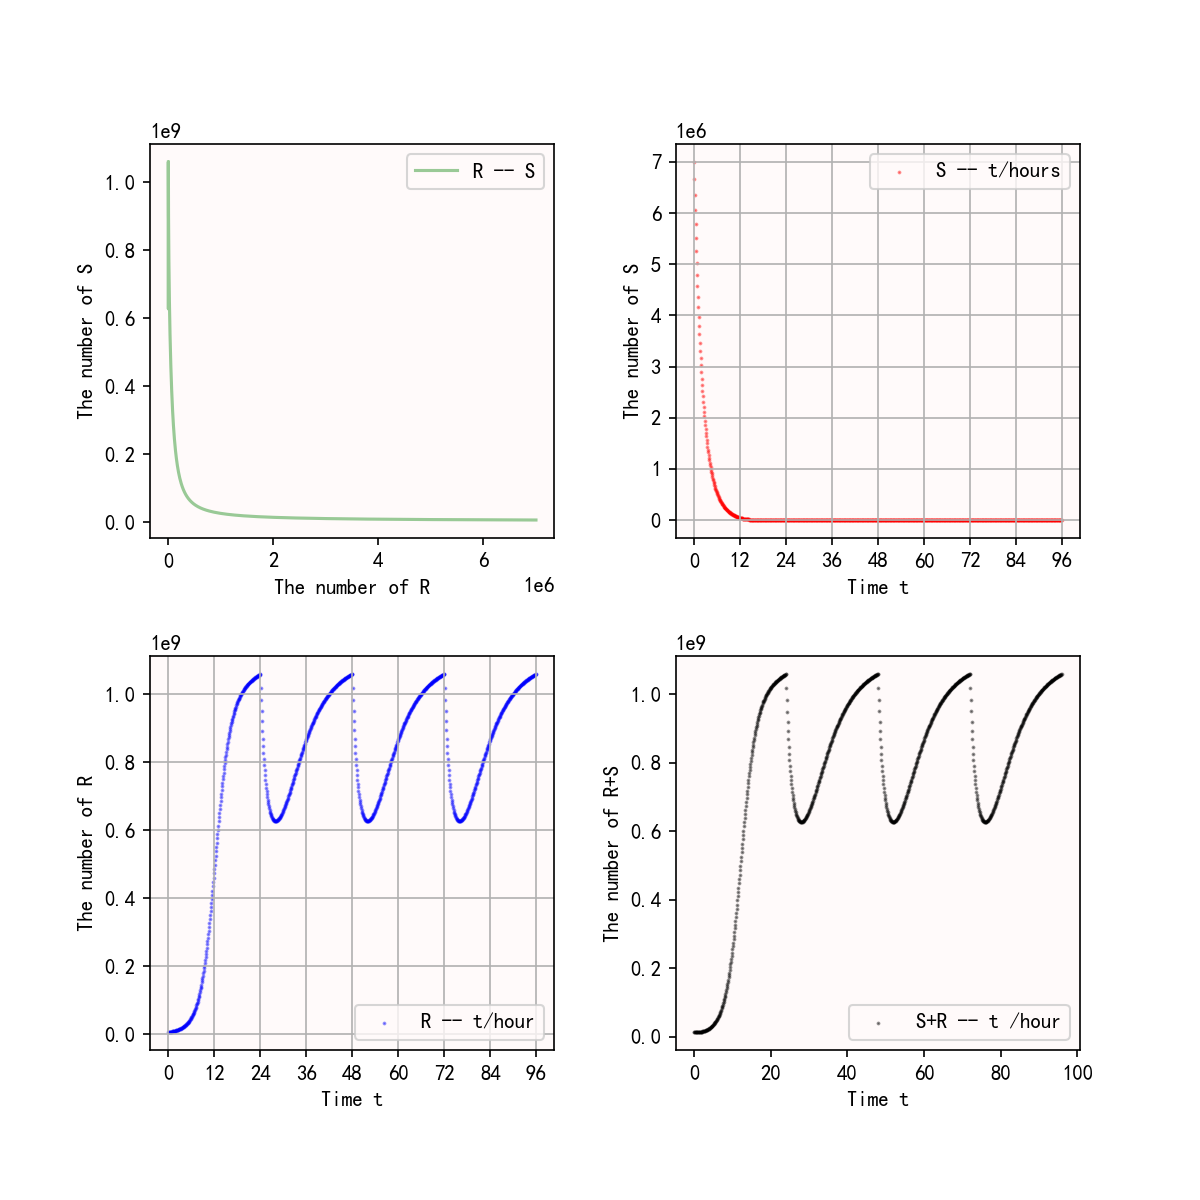 1e9
R -- S
1.0
0.8
0.6
0.4
0.2
0.0
The number of S
0 2 4 6
The number of R
1e6
1e6
S -- t/hours
7
6
5
4
3
2
1
0
The number of S
0 12 24 36 48 60 72 84 96
Time t
1e9
1.0
0.8
0.6
0.4
0.2
0.0
The number of R
R -- t/hour
0 12 24 36 48 60 72 84 96
Time t
1e9
1.0
0.8
0.6
0.4
0.2
0.0
The number of R+S
S+R -- t /hour
0 20 40 60 80 100
Time t